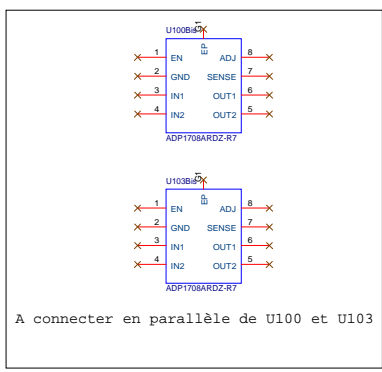 U100Bis G1
EP
1 EN ADJ 8
2 GND SENSE 7
3 IN1 OUT1 6
4 IN2 OUT2 5
ADP1708ARDZ-R7
U103Bis G1
EP
1 EN ADJ 8
2 GND SENSE 7
3 IN1 OUT1 6
4 IN2 OUT2 5
ADP1708ARDZ-R7
A connecter en parallèle de U100 et U103